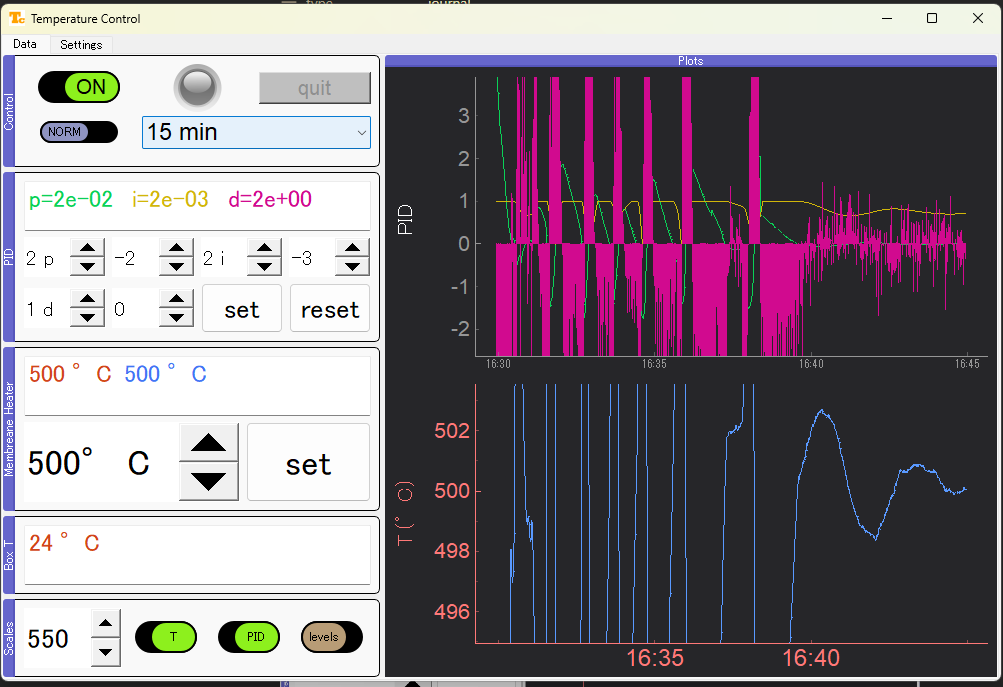 type
journal
Tc Temperature Control
Data Settings
Control
ON quit
NORM 15 min
PID
p=2e-02 i=2e-03 d=2e+00
2 p -2 2 i -3
1 d 0 set reset
Membreane Heater
500 ° C 500 ° C
500° C set
Box T
24 ° C
Scales
550 T PID levels
Plots
PID
3
2
1
0
-1
-2
16:30 16:35 16:40 16:45
T(° C)
502
500
498
496
16:35 16:40